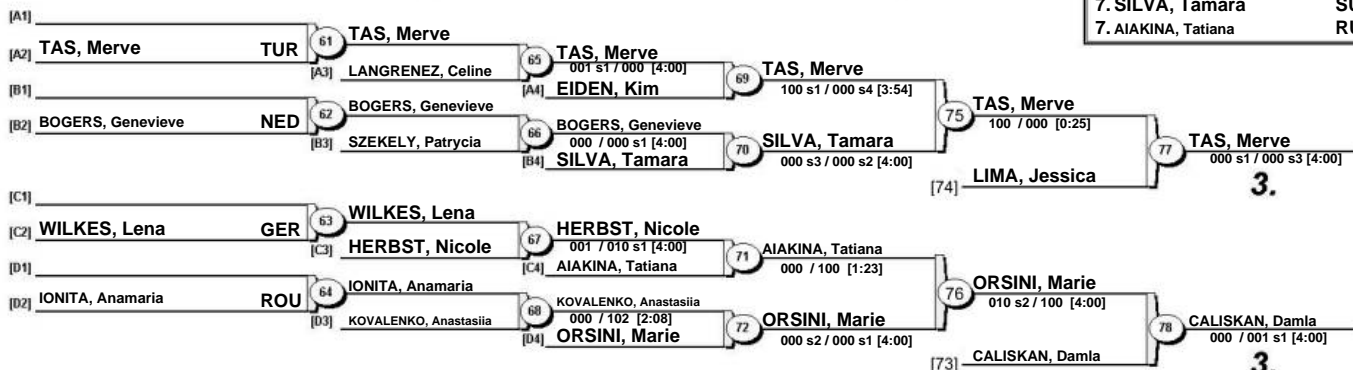 7. SILVA, Tamara
7. AIAKINA, Tatiana
[A1]
[A2] TAS, Merve TUR
61 TAS, Merve
[A3] LANGRENEZ, Celine
65 TAS, Merve
001 s1 / 000 [4:00]
[A4] EIDEN, Kim
69 TAS, Merve
100 s1 / 000 s4 [3:54]
[B1]
[B2] BOGERS, Genevieve NED
62 BOGERS, Genevieve
[B3] SZEKELY, Patrycia
66 BOGERS, Genevieve
000 / 000 s1 [4:00]
[B4] SILVA, Tamara
70 SILVA, Tamara
000 s3 / 000 s2 [4:00]
75 TAS, Merve
100 / 000 [0:25]
[74] LIMA, Jessica
77 TAS, Merve
000 s1 / 000 s3 [4:00]
3.
[C1]
[C2] WILKES, Lena GER
63 WILKES, Lena
[C3] HERBST, Nicole
67 HERBST, Nicole
001 / 010 s1 [4:00]
[C4] AIAKINA, Tatiana
71 AIAKINA, Tatiana
000 / 100 [1:23]
[D1]
[D2] IONITA, Anamaria ROU
64 IONITA, Anamaria
[D3] KOVALENKO, Anastasiia
68 KOVALENKO, Anastasiia
000 / 102 [2:08]
[D4] ORSINI, Marie
72 ORSINI, Marie
000 s2 / 000 s1 [4:00]
76 ORSINI, Marie
010 s2 / 100 [4:00]
[73] CALISKAN, Damla
78 CALISKAN, Damla
000 / 001 s1 [4:00]
3.